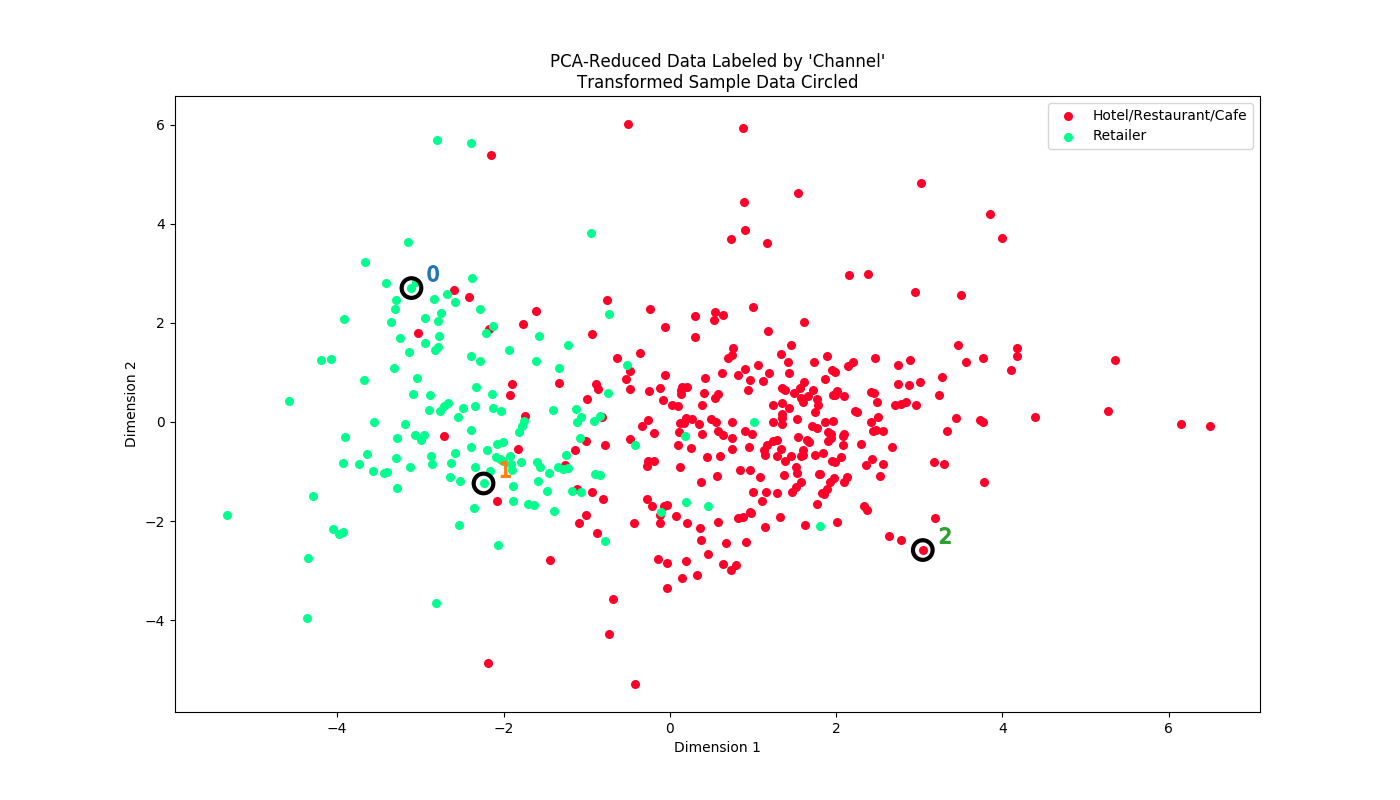 PCA-Reduced Data Labeled by 'Channel'
Transformed Sample Data Circled
Hotel/Restaurant/Cafe
Retailer
6
4
2
0
−2
−4
Dimension 2
0
1
2
−4
−2
0
2
4
6
Dimension 1